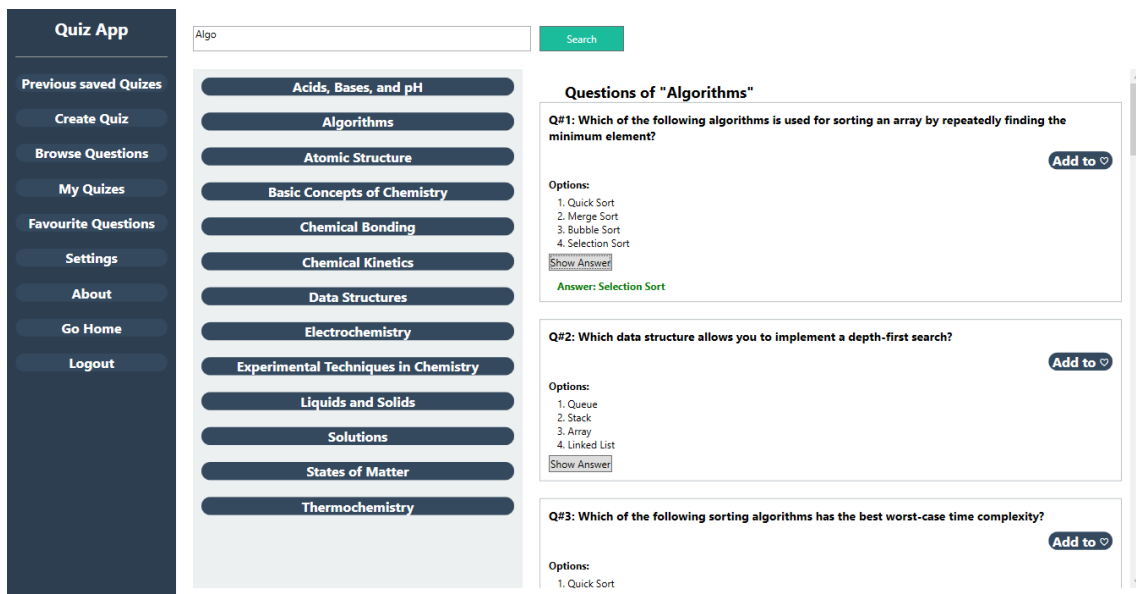 Quiz App
Previous saved Quizes
Create Quiz
Browse Questions
My Quizes
Favourite Questions
Settings
About
Go Home
Logout
Algo
Search
Acids, Bases, and pH
Algorithms
Atomic Structure
Basic Concepts of Chemistry
Chemical Bonding
Chemical Kinetics
Data Structures
Electrochemistry
Experimental Techniques in Chemistry
Liquids and Solids
Solutions
States of Matter
Thermochemistry
Questions of "Algorithms"
Q#1: Which of the following algorithms is used for sorting an array by repeatedly finding the
minimum element?
Add to ♡
Options:
1. Quick Sort
2. Merge Sort
3. Bubble Sort
4. Selection Sort
Show Answer
Answer: Selection Sort
Q#2: Which data structure allows you to implement a depth-first search?
Add to ♡
Options:
1. Queue
2. Stack
3. Array
4. Linked List
Show Answer
Q#3: Which of the following sorting algorithms has the best worst-case time complexity?
Add to ♡
Options:
1. Quick Sort